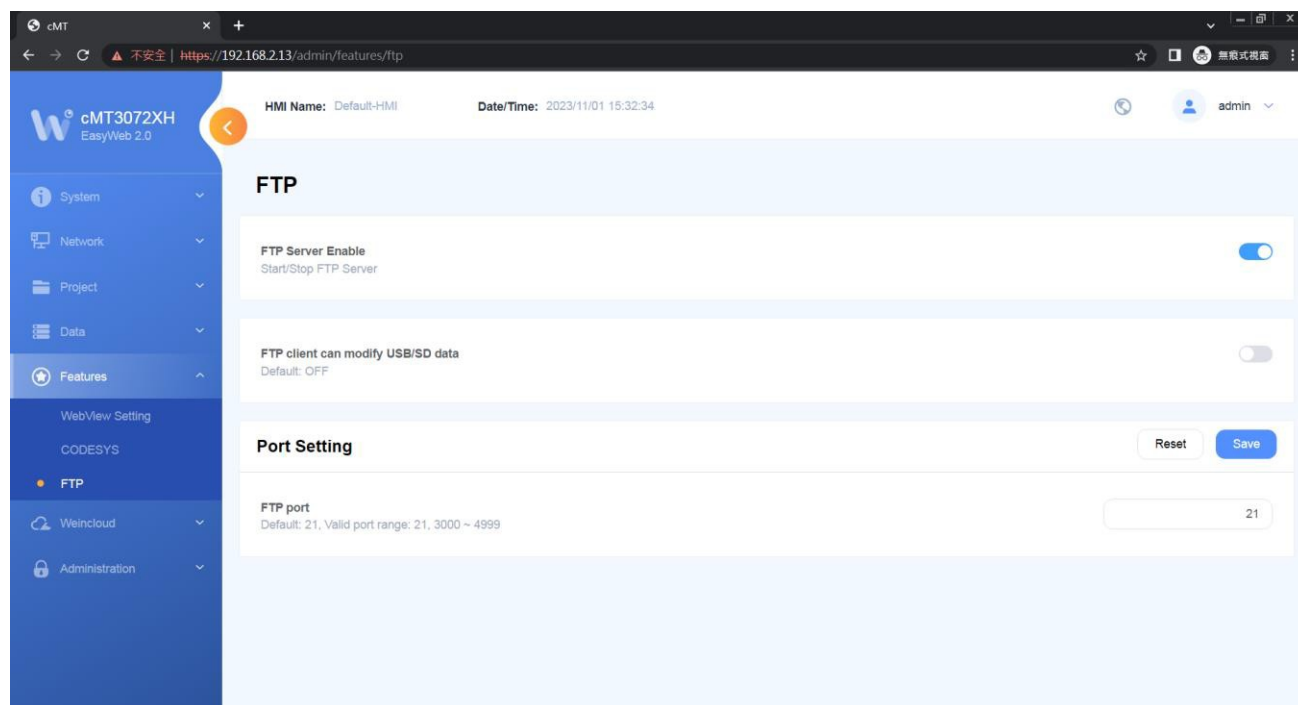 cMT
不安全 | https://192.168.2.13/admin/features/ftp
無痕式視窗
cMT3072XH
EasyWeb 2.0
HMI Name: Default-HMI
Date/Time: 2023/11/01 15:32:34
admin
System
Network
Project
Data
Features
WebView Setting
CODESYS
FTP
Weincloud
Administration
FTP
FTP Server Enable
Start/Stop FTP Server
FTP client can modify USB/SD data
Default: OFF
Port Setting
Reset
Save
FTP port
Default: 21, Valid port range: 21, 3000 ~ 4999
21